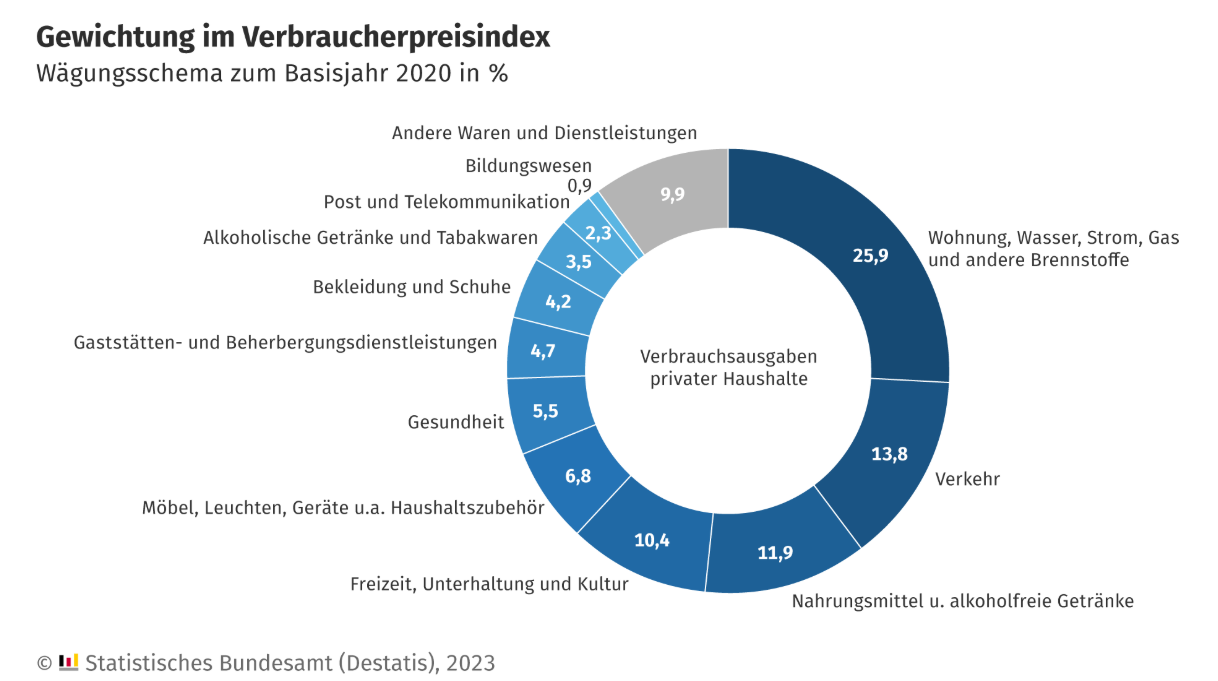 Gewichtung im Verbraucherpreisindex
Wägungsschema zum Basisjahr 2020 in %
Andere Waren und Dienstleistungen
9,9
Bildungswesen
0,9
Post und Telekommunikation
2,3
Alkoholische Getränke und Tabakwaren
3,5
Bekleidung und Schuhe
4,2
Gaststätten- und Beherbergungsdienstleistungen
4,7
Gesundheit
5,5
Möbel, Leuchten, Geräte u.a. Haushaltszubehör
6,8
Freizeit, Unterhaltung und Kultur
10,4
Nahrungsmittel u. alkoholfreie Getränke
11,9
Verkehr
13,8
Wohnung, Wasser, Strom, Gas
und andere Brennstoffe
25,9
Verbrauchsausgaben
privater Haushalte
© Statistisches Bundesamt (Destatis), 2023